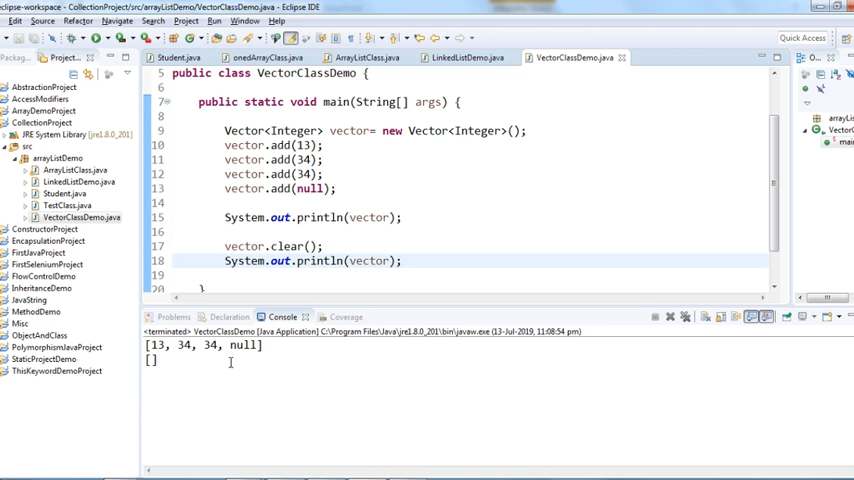 eclipse-workspace - CollectionProject/src/arrayListDemo/VectorClassDemo.java - Eclipse IDE
Edit Source Refactor Navigate Search Project Run Window Help
Quick Access
Packag... Project...
Student.java onedArrayClass.java ArrayListClass.java LinkedListDemo.java VectorClassDemo.java
O...
AbstractionProject
AccessModifiers
ArrayDemoProject
CollectionProject
JRE System Library [jre1.8.0_201]
src
arrayListDemo
ArrayListClass.java
LinkedListDemo.java
Student.java
TestClass.java
VectorClassDemo.java
ConstructorProject
EncapsulationProject
FirstJavaProject
FirstSeleniumProject
FlowControlDemo
InheritanceDemo
JavaString
MethodDemo
Misc
ObjectAndClass
PolymorphismJavaProject
StaticProjectDemo
ThisKeywordDemoProject
5 public class VectorClassDemo {
6
7 public static void main(String[] args) {
8
9 Vector<Integer> vector= new Vector<Integer>();
10 vector.add(13);
11 vector.add(34);
12 vector.add(34);
13 vector.add(null);
14
15 System.out.println(vector);
16
17 vector.clear();
18 System.out.println(vector);
19
20 }
arrayLi
VectorC
mai
Problems Declaration Console Coverage
<terminated> VectorClassDemo [Java Application] C:\Program Files\Java\jre1.8.0_201\bin\javaw.exe (13-Jul-2019, 11:08:54 pm)
[13, 34, 34, null]
[]